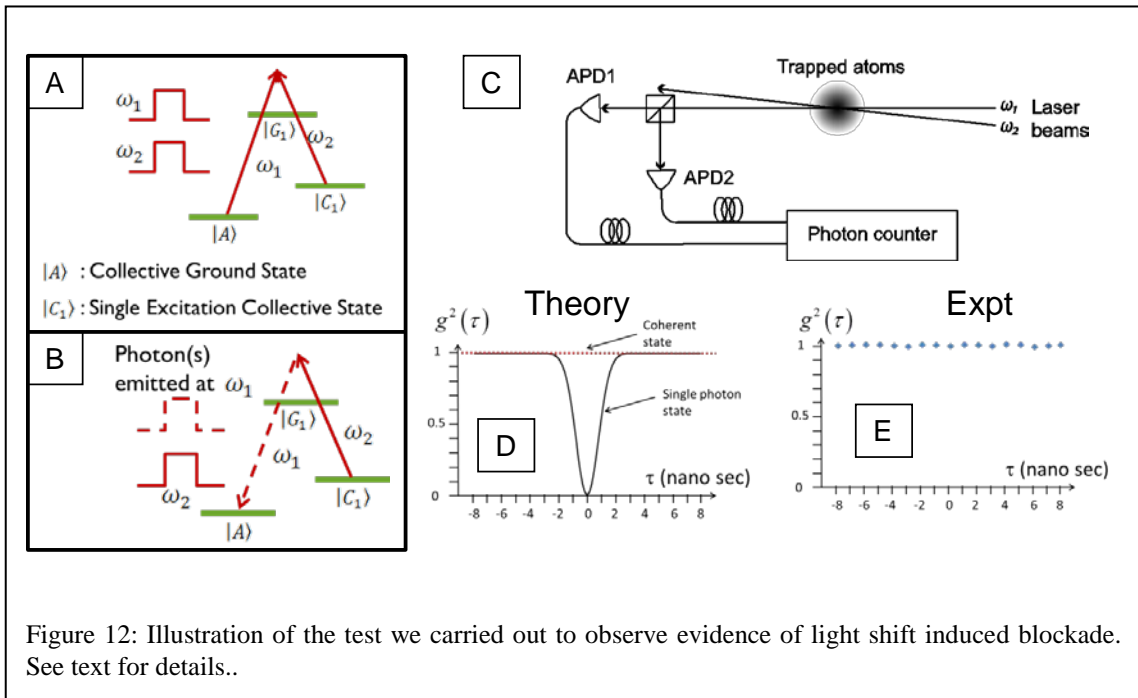 A
ω1
ω2
|G1⟩
ω2
ω1
|C1⟩
|A⟩
|A⟩ : Collective Ground State
|C1⟩ : Single Excitation Collective State
B
Photon(s)
emitted at ω1
|G1⟩
ω2
ω1
ω2
|C1⟩
|A⟩
C
Trapped atoms
APD1
ω1 Laser
ω2 beams
APD2
Photon counter
Theory
g²(τ)
Coherent
state
1
Single photon
state
0.5
D
τ (nano sec)
0
-8 -6 -4 -2 0 2 4 6 8
Expt
g²(τ)
1
0.5
E
τ (nano sec)
0
-8 -6 -4 -2 0 2 4 6 8
Figure 12: Illustration of the test we carried out to observe evidence of light shift induced blockade.
See text for details..